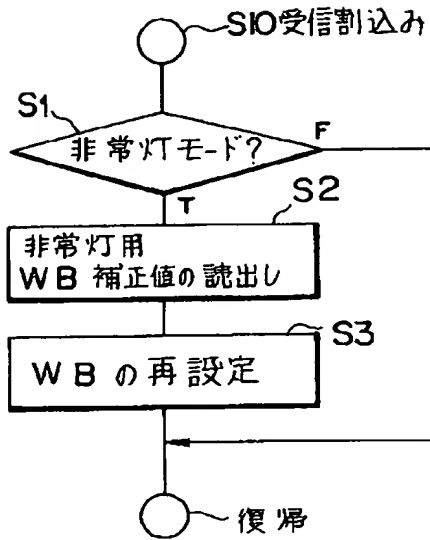 SIO受信割込み
S1
非常灯モード?
F
T
S2
非常灯用
WB 補正値の読出し
S3
WBの再設定
復帰